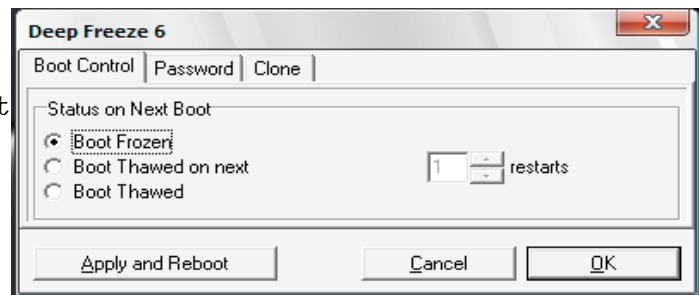 Deep Freeze 6
Boot Control Password Clone
t
Status on Next Boot
Boot Frozen
Boot Thawed on next 1 restarts
Boot Thawed
Apply and Reboot Cancel OK